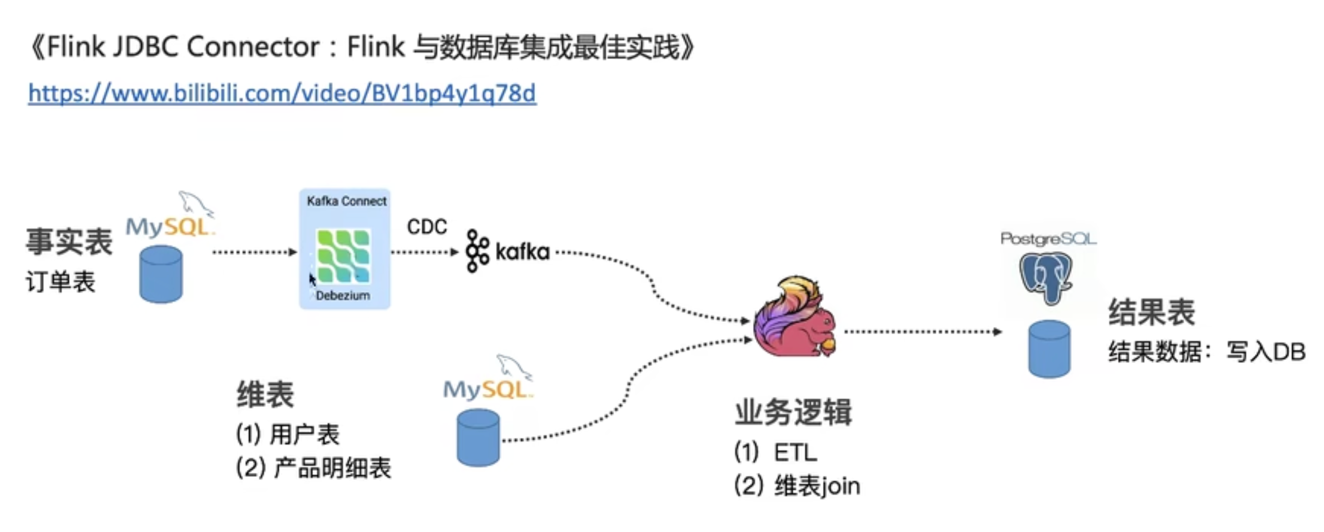 《Flink JDBC Connector：Flink 与数据库集成最佳实践》
https://www.bilibili.com/video/BV1bp4y1q78d
事实表
订单表
MySQL
Kafka Connect
Debezium
CDC
kafka
维表
(1) 用户表
(2) 产品明细表
MySQL
业务逻辑
(1) ETL
(2) 维表join
PostgreSQL
结果表
结果数据：写入DB